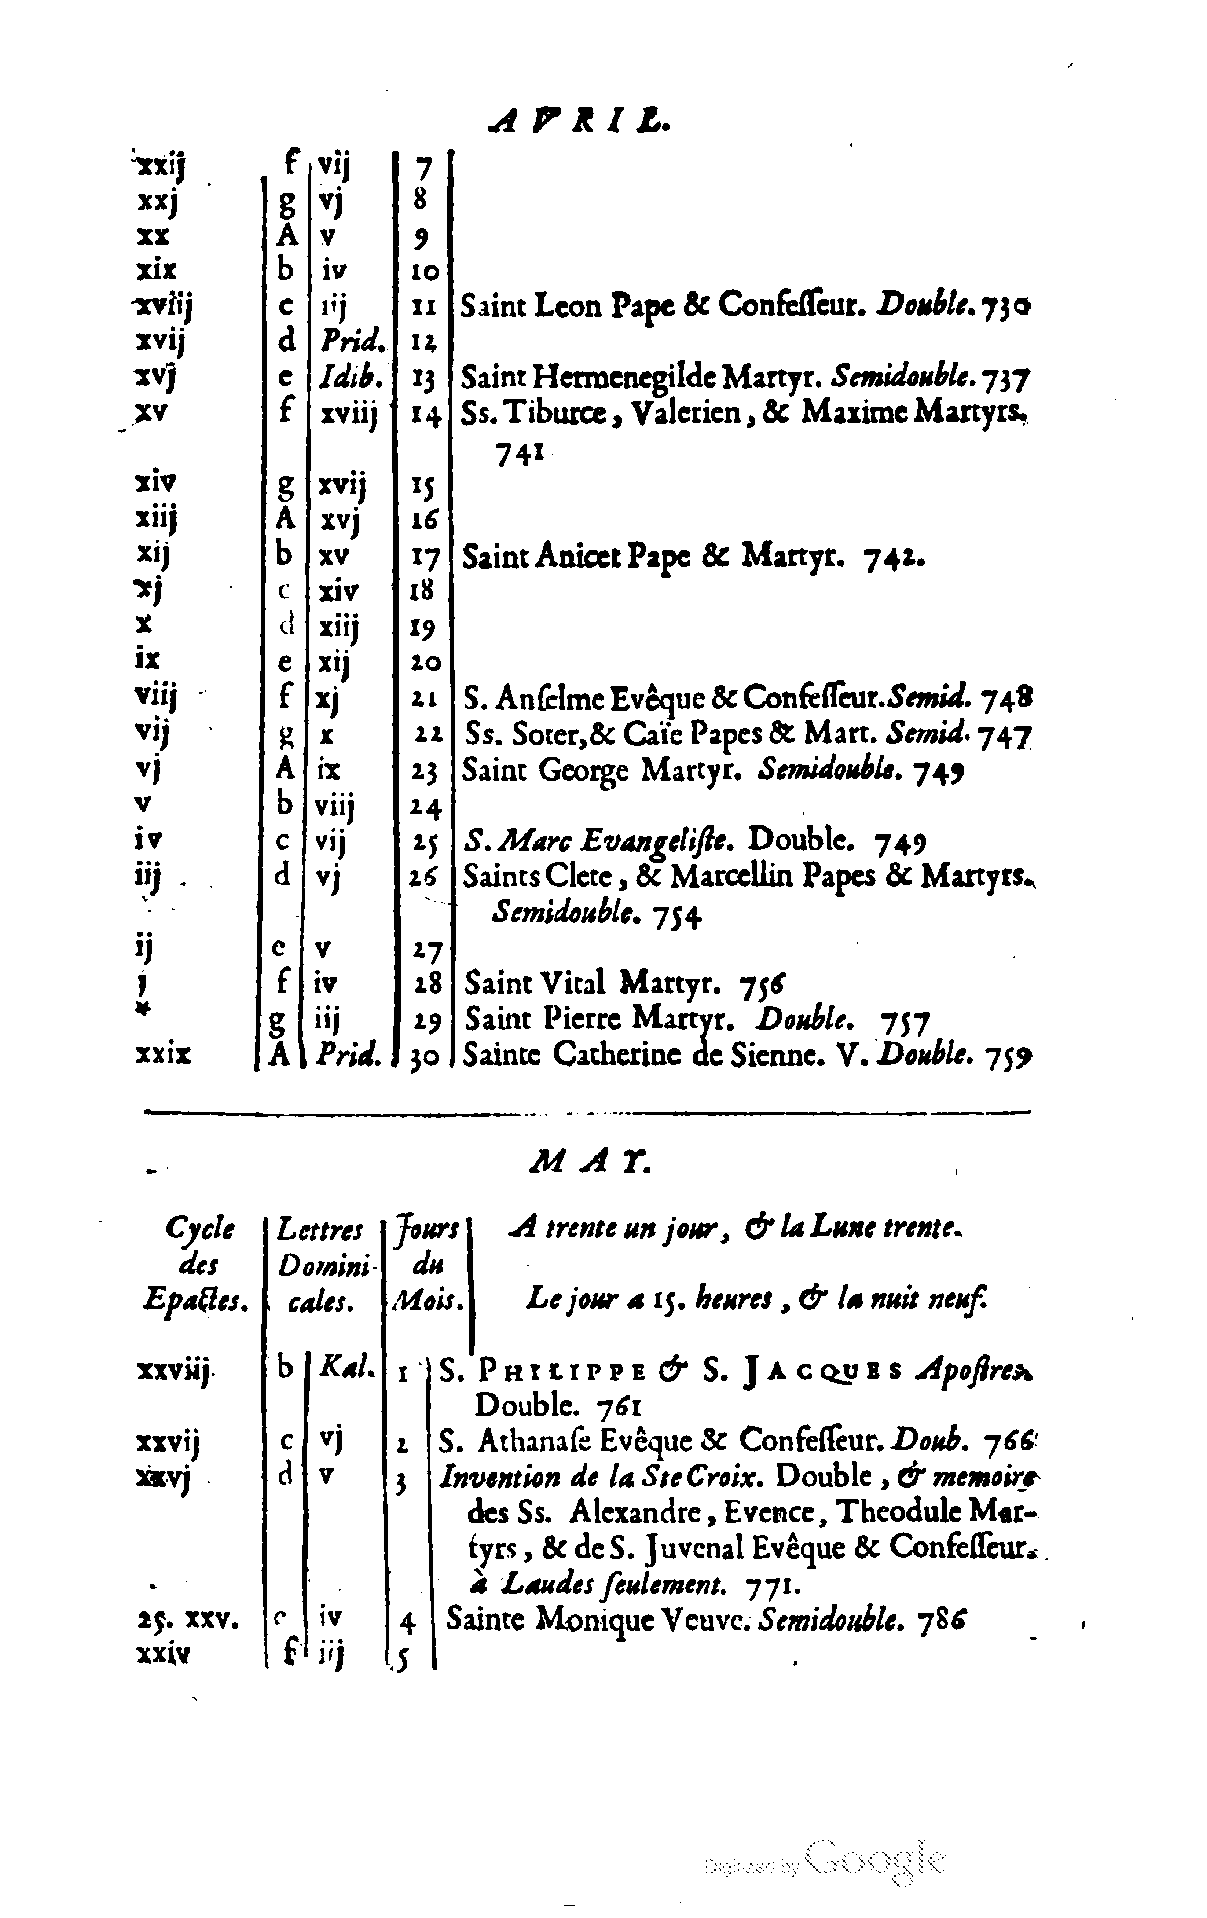 AVRIL.
xxij f vij 7
xxj g vj 8
xx A v 9
xix b iv 10
xviij c iij 11 Saint Leon Pape & Confeſſeur. Double. 730
xvij d Prid. 12
xvj e Idib. 13 Saint Hermenegilde Martyr. Semidouble. 737
xv f xviij 14 Ss. Tiburce, Valerien, & Maxime Martyrs.
741
xiv g xvij 15
xiij A xvj 16
xij b xv 17 Saint Anicet Pape & Martyr. 742.
xj c xiv 18
x d xiij 19
ix e xij 20
viij f xj 21 S. Anſelme Evêque & Confeſſeur. Semid. 748
vij g x 22 Ss. Soter, & Caïe Papes & Mart. Semid. 747
vj A ix 23 Saint George Martyr. Semidouble. 749
v b viij 24
iv c vij 25 S. Marc Evangeliſte. Double. 749
iij d vj 26 Saints Clete, & Marcellin Papes & Martyrs.
Semidouble. 754
ij e v 27
j f iv 28 Saint Vital Martyr. 756
* g iij 29 Saint Pierre Martyr. Double. 757
xxix A Prid. 30 Sainte Catherine de Sienne. V. Double. 759
MAY.
Cycle Lettres Jours A trente un jour, & la Lune trente.
des Domini- du
Epactes. cales. Mois. Le jour a 15. heures, & la nuit neuf.
xxviij. b Kal. 1 S. PHILIPPE & S. JACQUES Apoſtres.
Double. 761
xxvij c vj 2 S. Athanaſe Evêque & Confeſſeur. Doub. 766
xxvj d v 3 Invention de la Ste Croix. Double, & memoire
des Ss. Alexandre, Evence, Theodule Mar-
tyrs, & de S. Juvenal Evêque & Confeſſeur.
à Laudes ſeulement. 771.
25. xxv. e iv 4 Sainte Monique Veuve. Semidouble. 786
xxiv f iij 5
Digitized by Google